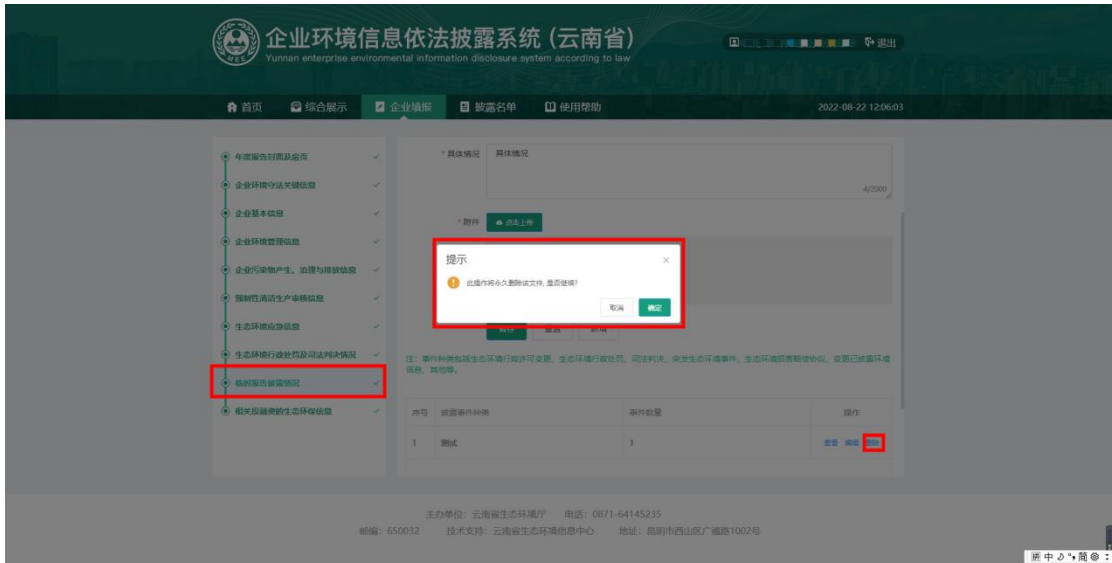 企业环境信息依法披露系统 (云南省)
Yunnan enterprise environmental information disclosure system according to law
退出
首页 综合展示 企业填报 披露名单 使用帮助 2022-08-22 12:06:03
年度报告封面及扉页
企业环境守法关键信息
企业基本信息
企业环境管理信息
企业污染物产生、治理与排放信息
强制性清洁生产审核信息
生态环境应急信息
生态环境行政处罚及司法判决情况
临时报告披露情况
相关投融资的生态环保信息
* 具体情况 具体情况
4/2000
* 附件 点击上传
提示
此操作将永久删除该文件, 是否继续?
取消 确定
暂存 重置 新增
注：事件种类包括生态环境行政许可变更、生态环境行政处罚、司法判决、突发生态环境事件、生态环境损害赔偿协议、变更已披露环境
信息、其他等。
序号 披露事件种类 事件数量 操作
1 测试 1 查看 编辑 删除
主办单位：云南省生态环境厅 电话：0871-64145235
邮编：650032 技术支持：云南省生态环境信息中心 地址：昆明市西山区广福路1002号
中 简